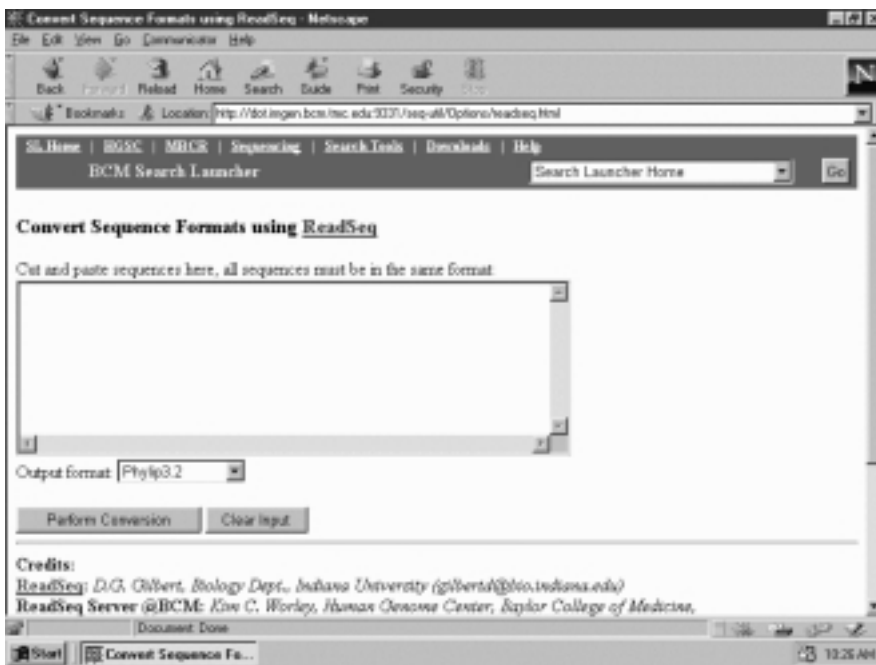 Convert Sequence Formats using ReadSeq - Netscape
File Edit View Go Communicator Help
Back Forward Reload Home Search Guide Print Security Stop
Bookmarks Location: http://dot.imgen.bcm.tmc.edu:9331/seq-util/Options/readseq.html
SL Home | HGSC | MBCR | Sequencing | Search Tools | Downloads | Help
BCM Search Launcher Search Launcher Home Go
Convert Sequence Formats using ReadSeq
Cut and paste sequences here, all sequences must be in the same format
Output format: Phylip3.2
Perform Conversion Clear Input
Credits:
ReadSeq: D.G. Gilbert, Biology Dept., Indiana University (gilbertd@bio.indiana.edu)
ReadSeq Server @BCM: Kim C. Worley, Human Genome Center, Baylor College of Medicine,
Document: Done
Start Convert Sequence Fo... 10:26 AM